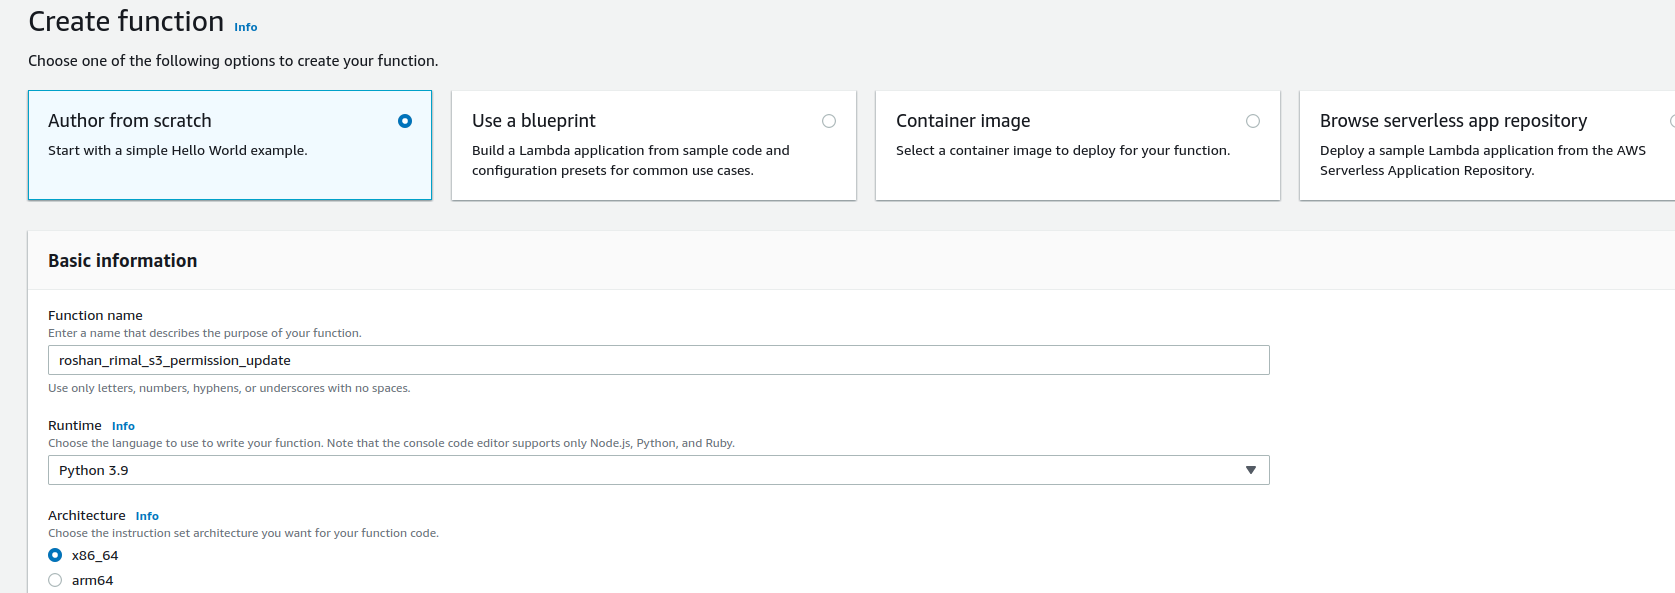 Create function Info
Choose one of the following options to create your function.
Author from scratch
Start with a simple Hello World example.
Use a blueprint
Build a Lambda application from sample code and
configuration presets for common use cases.
Container image
Select a container image to deploy for your function.
Browse serverless app repository
Deploy a sample Lambda application from the AWS
Serverless Application Repository.
Basic information
Function name
Enter a name that describes the purpose of your function.
roshan_rimal_s3_permission_update
Use only letters, numbers, hyphens, or underscores with no spaces.
Runtime Info
Choose the language to use to write your function. Note that the console code editor supports only Node.js, Python, and Ruby.
Python 3.9
Architecture Info
Choose the instruction set architecture you want for your function code.
x86_64
arm64